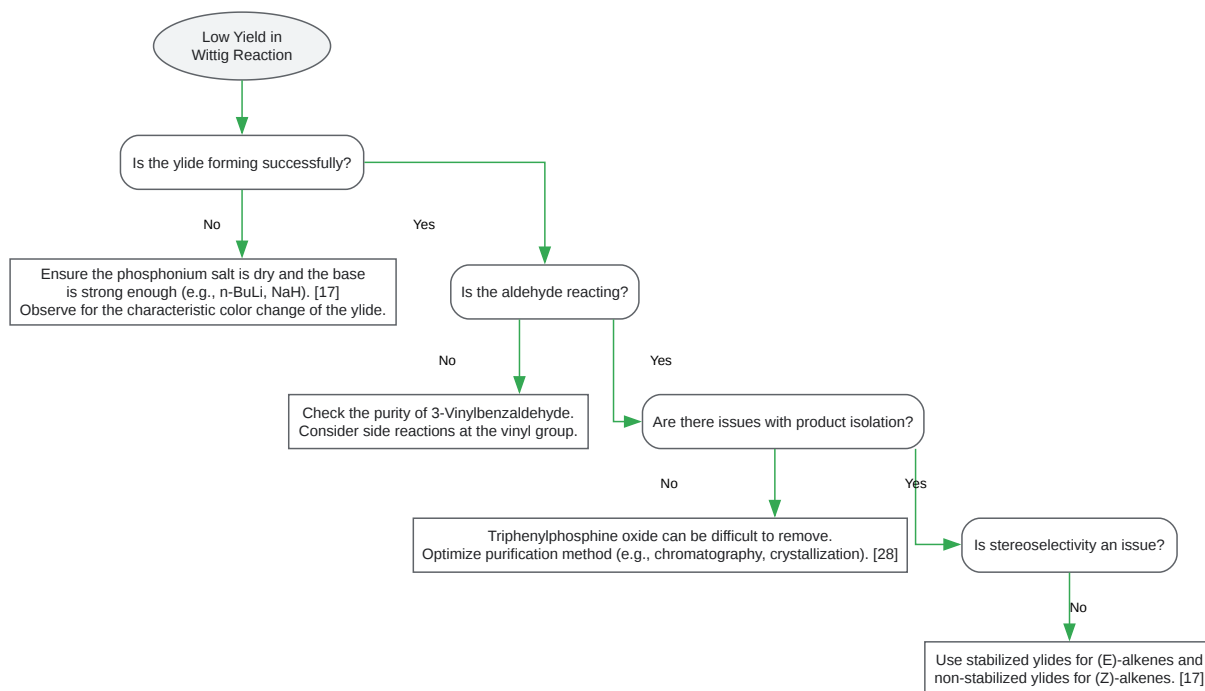 Low Yield in
Wittig Reaction
Is the ylide forming successfully?
No
Yes
Ensure the phosphonium salt is dry and the base
is strong enough (e.g., n-BuLi, NaH). [17]
Observe for the characteristic color change of the ylide.
Is the aldehyde reacting?
No
Yes
Check the purity of 3-Vinylbenzaldehyde.
Consider side reactions at the vinyl group.
Are there issues with product isolation?
No
Yes
Triphenylphosphine oxide can be difficult to remove.
Optimize purification method (e.g., chromatography, crystallization). [28]
Is stereoselectivity an issue?
No
Use stabilized ylides for (E)-alkenes and
non-stabilized ylides for (Z)-alkenes. [17]